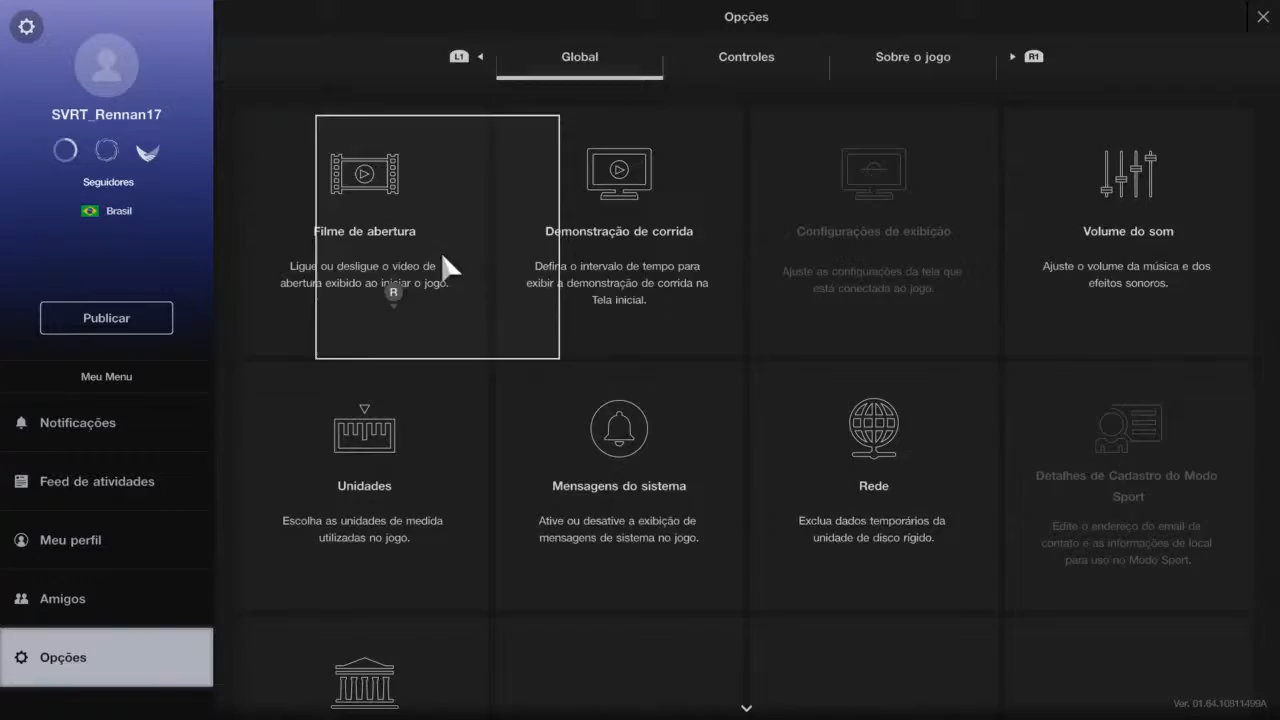 Opções
L1
Global
Controles
Sobre o jogo
R1
SVRT_Rennan17
Seguidores
Brasil
Publicar
Meu Menu
Notificações
Feed de atividades
Meu perfil
Amigos
Opções
Filme de abertura
Ligue ou desligue o vídeo de
abertura exibido ao iniciar o jogo.
R
Demonstração de corrida
Defina o intervalo de tempo para
exibir a demonstração de corrida na
Tela inicial.
Configurações de exibição
Ajuste as configurações da tela que
está conectada ao jogo.
Volume do som
Ajuste o volume da música e dos
efeitos sonoros.
Unidades
Escolha as unidades de medida
utilizadas no jogo.
Mensagens do sistema
Ative ou desative a exibição de
mensagens de sistema no jogo.
Rede
Exclua dados temporários da
unidade de disco rígido.
Detalhes de Cadastro do Modo
Sport
Edite o endereço do email de
contato e as informações de local
para uso no Modo Sport.
Ver. 01.64.10811499A